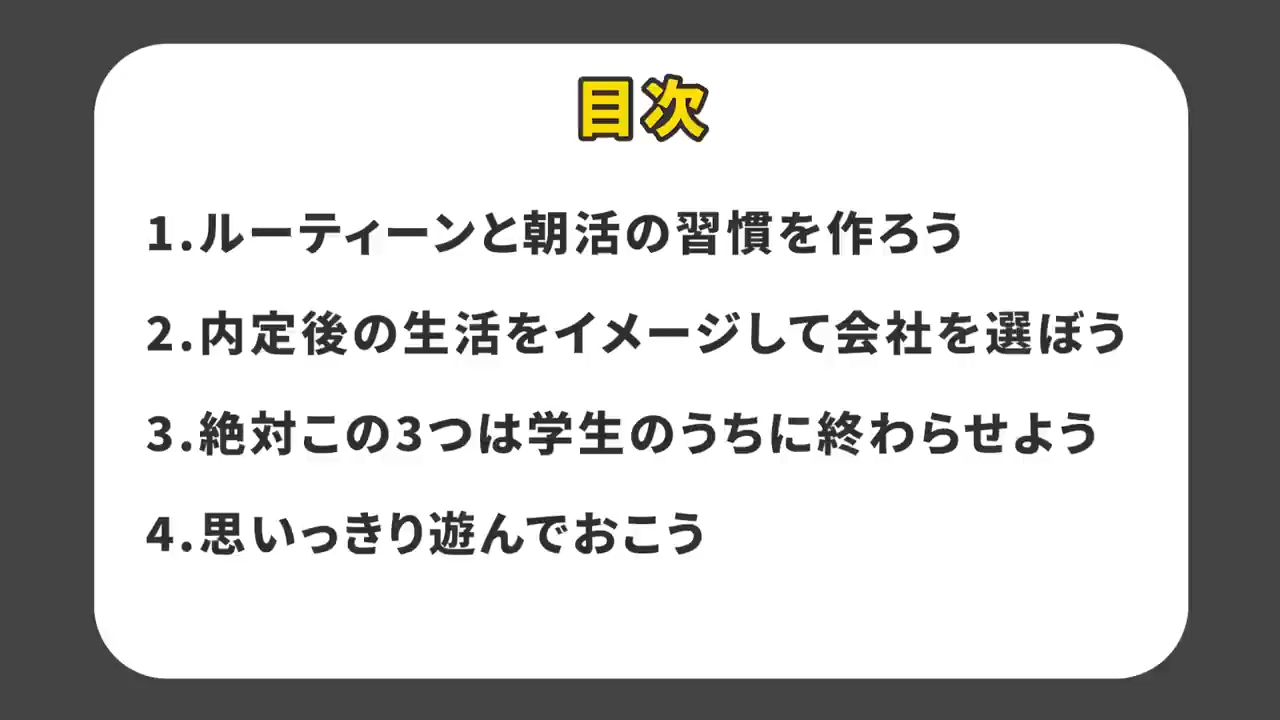 目次
1.ルーティーンと朝活の習慣を作ろう
2.内定後の生活をイメージして会社を選ぼう
3.絶対この3つは学生のうちに終わらせよう
4.思いっきり遊んでおこう